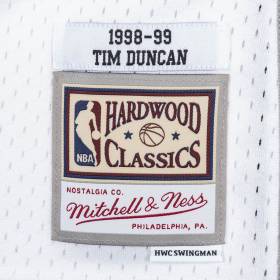 1998-99
TIM DUNCAN
NBA
HARDWOOD
CLASSICS
NOSTALGIA CO.
Mitchell & Ness
PHILADELPHIA, PA.
HWC SWINGMAN